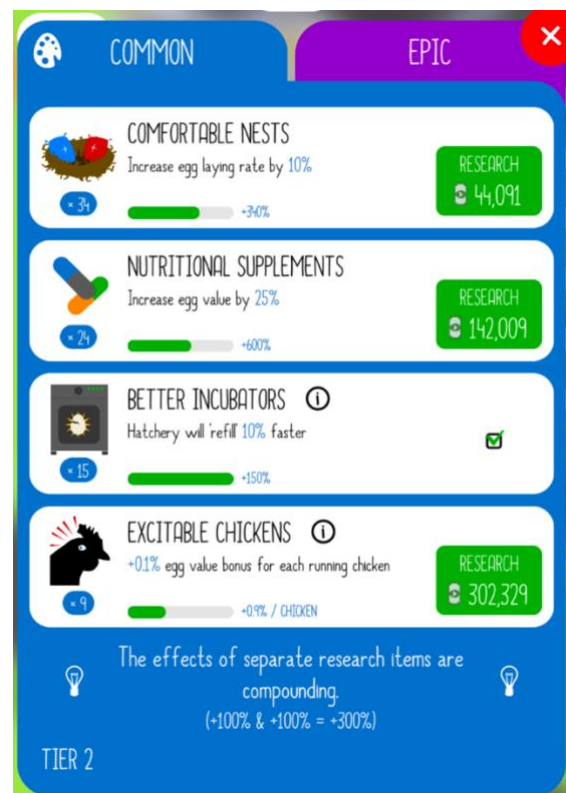 COMMON
EPIC
COMFORTABLE NESTS
Increase egg laying rate by 10%
× 34
+340%
RESEARCH
44,091
NUTRITIONAL SUPPLEMENTS
Increase egg value by 25%
× 24
+600%
RESEARCH
142,009
BETTER INCUBATORS
Hatchery will 'refill' 10% faster
× 15
+150%
EXCITABLE CHICKENS
+0.1% egg value bonus for each running chicken
× 9
+0.9% / CHICKEN
RESEARCH
302,329
The effects of separate research items are
compounding.
(+100% & +100% = +300%)
TIER 2